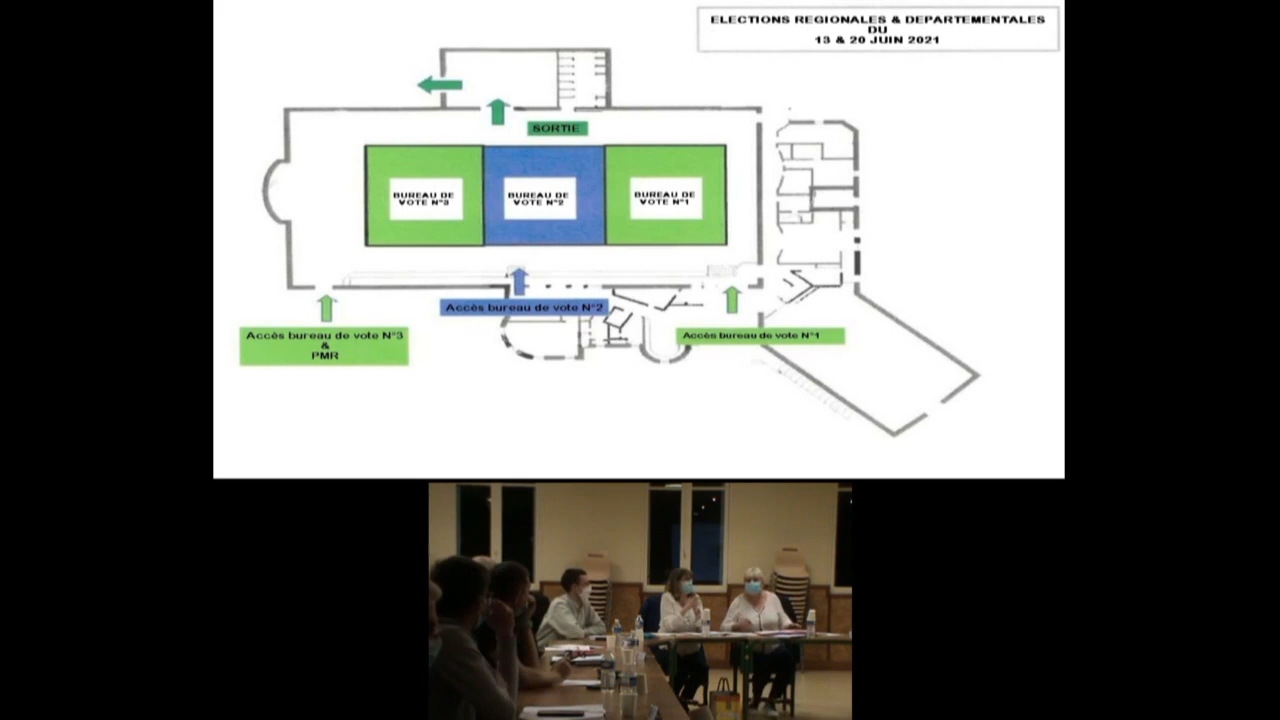 ELECTIONS REGIONALES & DEPARTEMENTALES
DU
13 & 20 JUIN 2021
SORTIE
BUREAU DE
VOTE N°3
BUREAU DE
VOTE N°2
BUREAU DE
VOTE N°1
Accès bureau de vote N°2
Accès bureau de vote N°3
&
PMR
Accès bureau de vote N°1